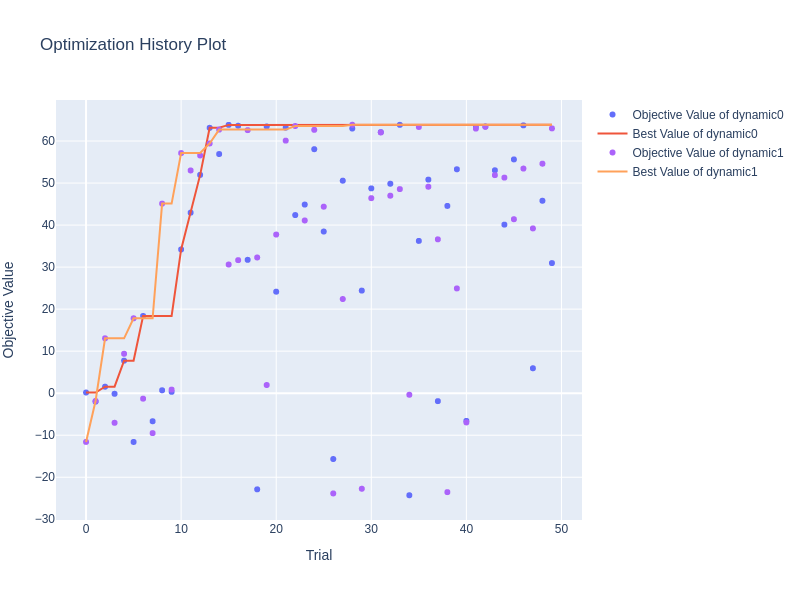 Optimization History Plot
Objective Value of dynamic0
Best Value of dynamic0
Objective Value of dynamic1
Best Value of dynamic1
60
50
40
30
20
10
0
−10
−20
−30
Objective Value
0 10 20 30 40 50
Trial